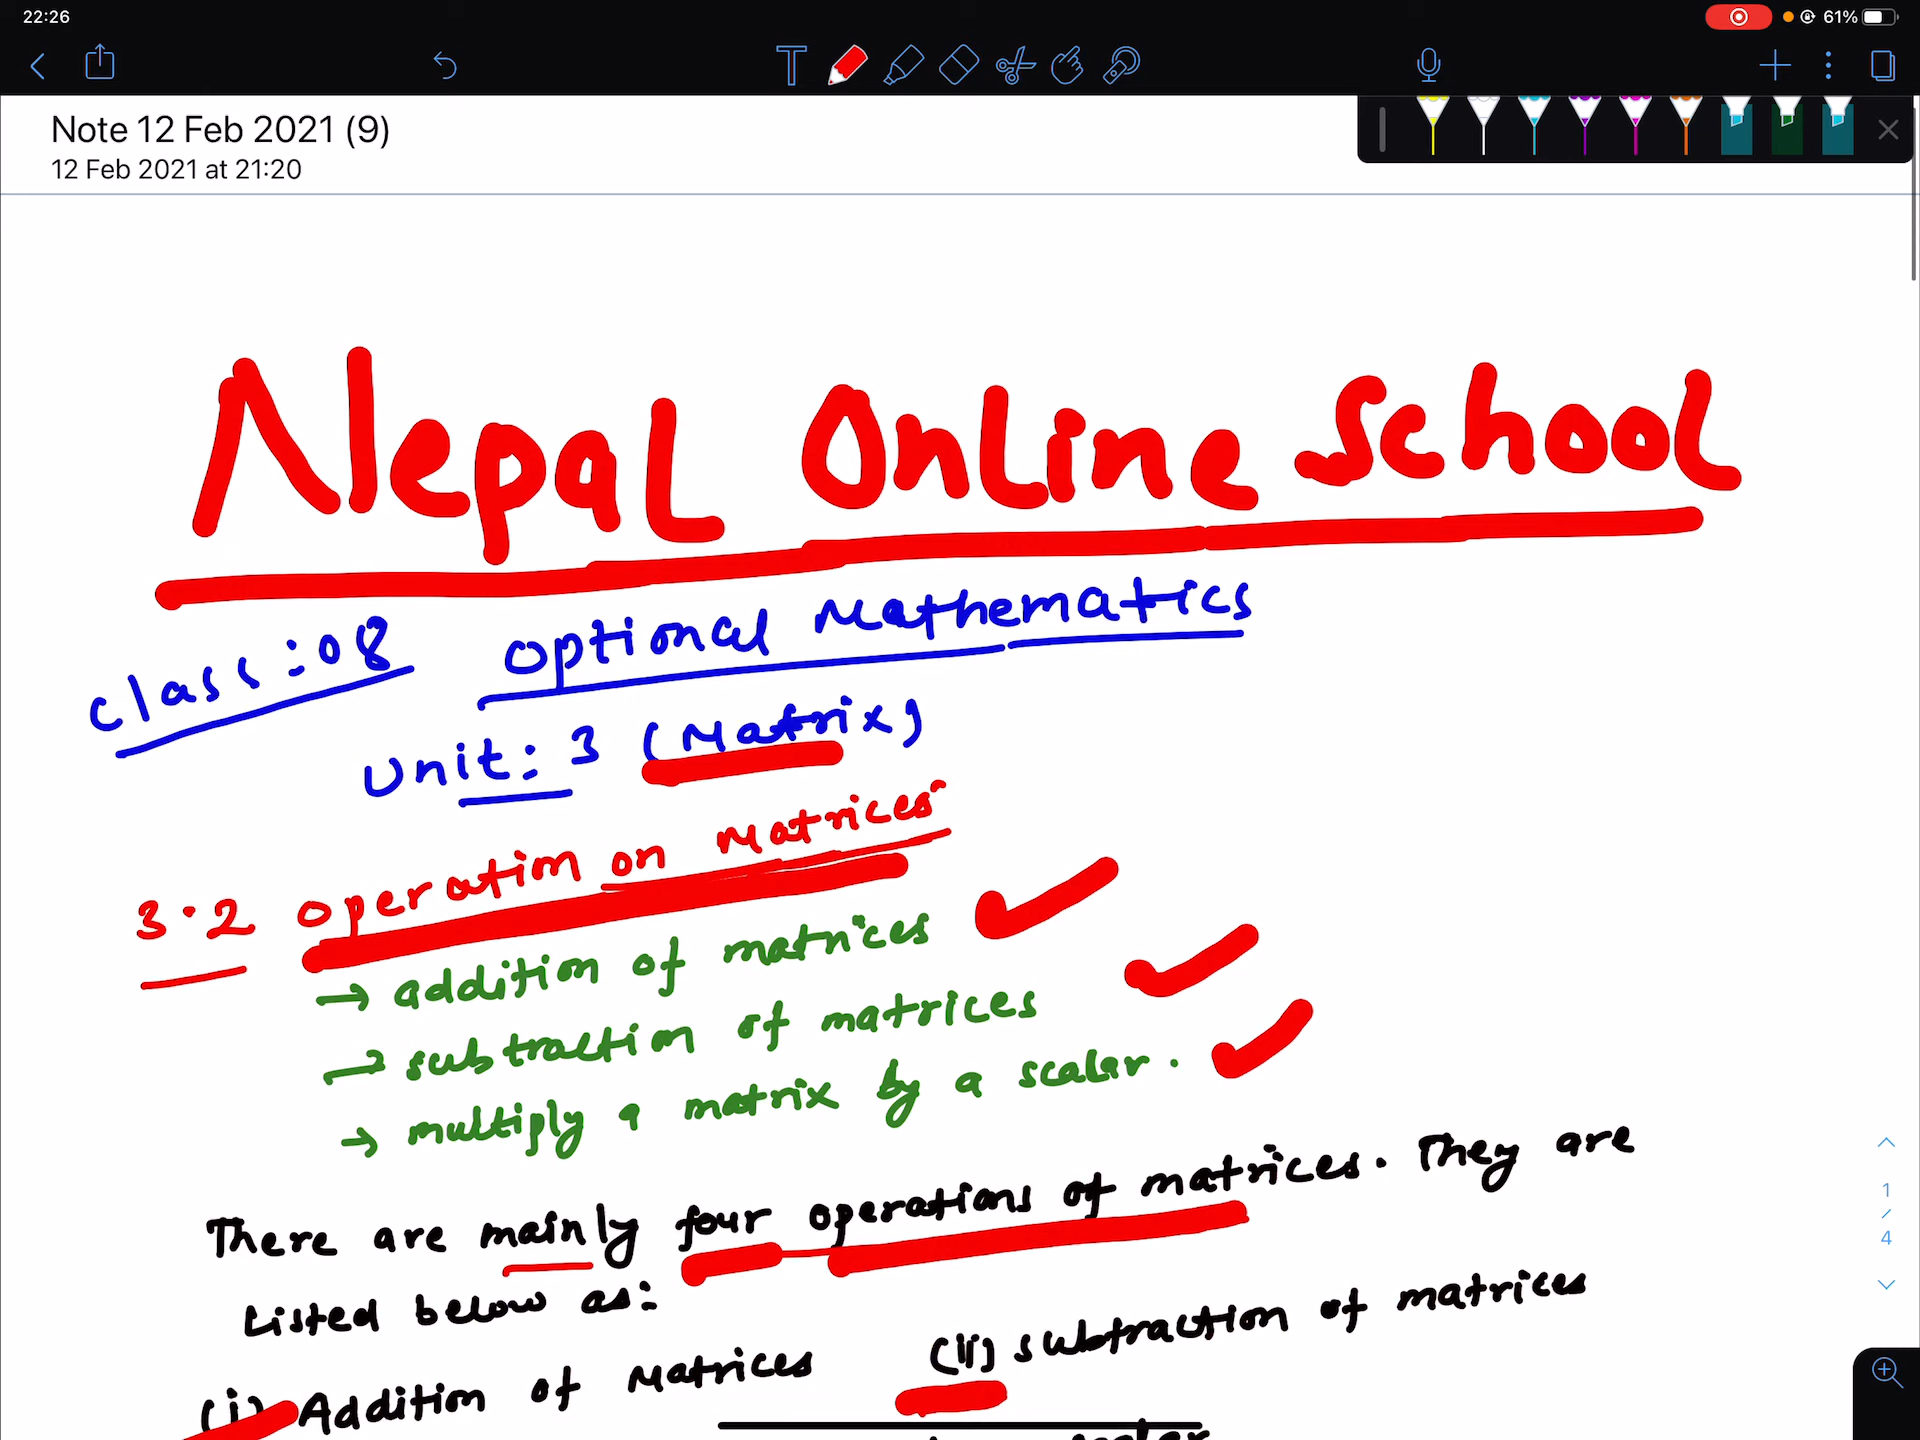 22:26
61%
Note 12 Feb 2021 (9)
12 Feb 2021 at 21:20
Nepal Online School
class:08 optional Mathematics
Unit: 3 (Matrix)
3.2 operation on Matrices
→ addition of matrices
→ subtraction of matrices
→ multiply a matrix by a scalar.
There are mainly four operations of matrices. They are
Listed below as:
(i) Addition of Matrices (ii) subtraction of matrices
1
/
4